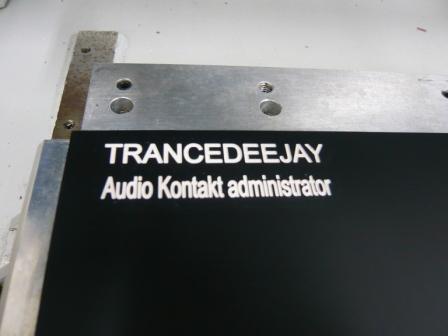 TRANCEDEEJAY
Audio Kontakt administrator